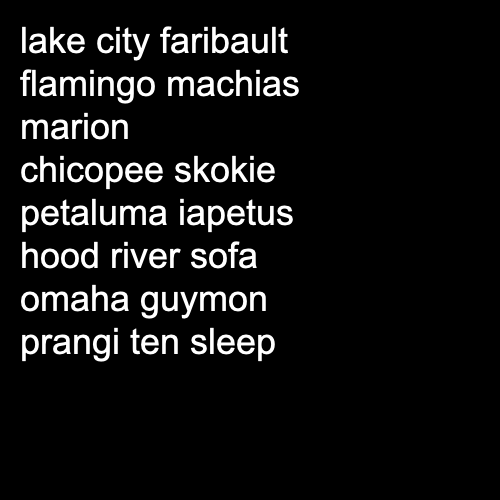 lake city faribault
flamingo machias
marion
chicopee skokie
petaluma iapetus
hood river sofa
omaha guymon
prangi ten sleep